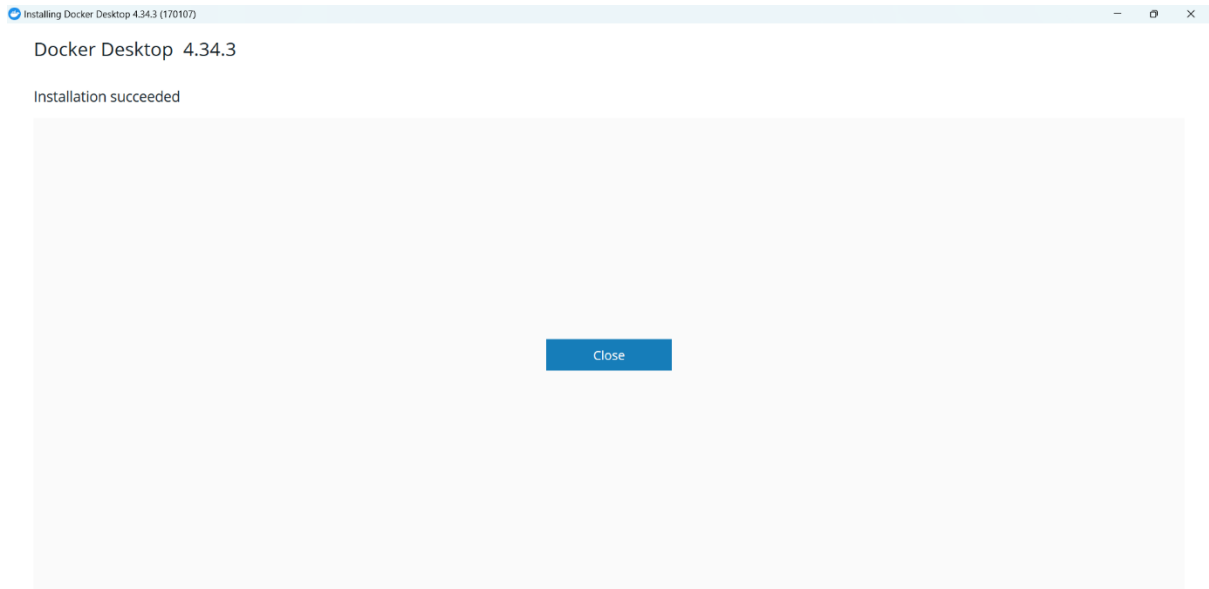 Installing Docker Desktop 4.34.3 (170107)
Docker Desktop 4.34.3
Installation succeeded
Close